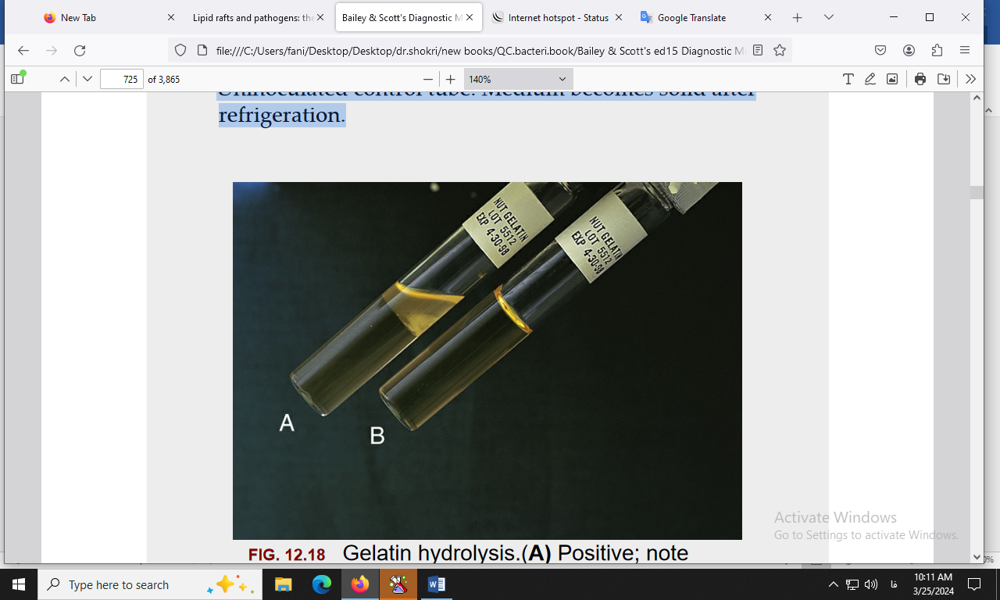 New Tab
Lipid rafts and pathogens: the
Bailey & Scott's Diagnostic M
Internet hotspot - Status
Google Translate
file:///C:/Users/fani/Desktop/Desktop/dr.shokri/new books/QC.bacteri.book/Bailey & Scott's ed15 Diagnostic M
725 of 3,865
140%
Uninoculated control tube: Medium becomes solid after
refrigeration.
NUT GELATIN
LOT 5512
EXP 4-30-98
NUT GELATIN
LOT 5512
EXP 4-30-98
A
B
Activate Windows
Go to Settings to activate Windows.
FIG. 12.18 Gelatin hydrolysis.(A) Positive; note
0%
Type here to search
فا
10:11 AM
3/25/2024